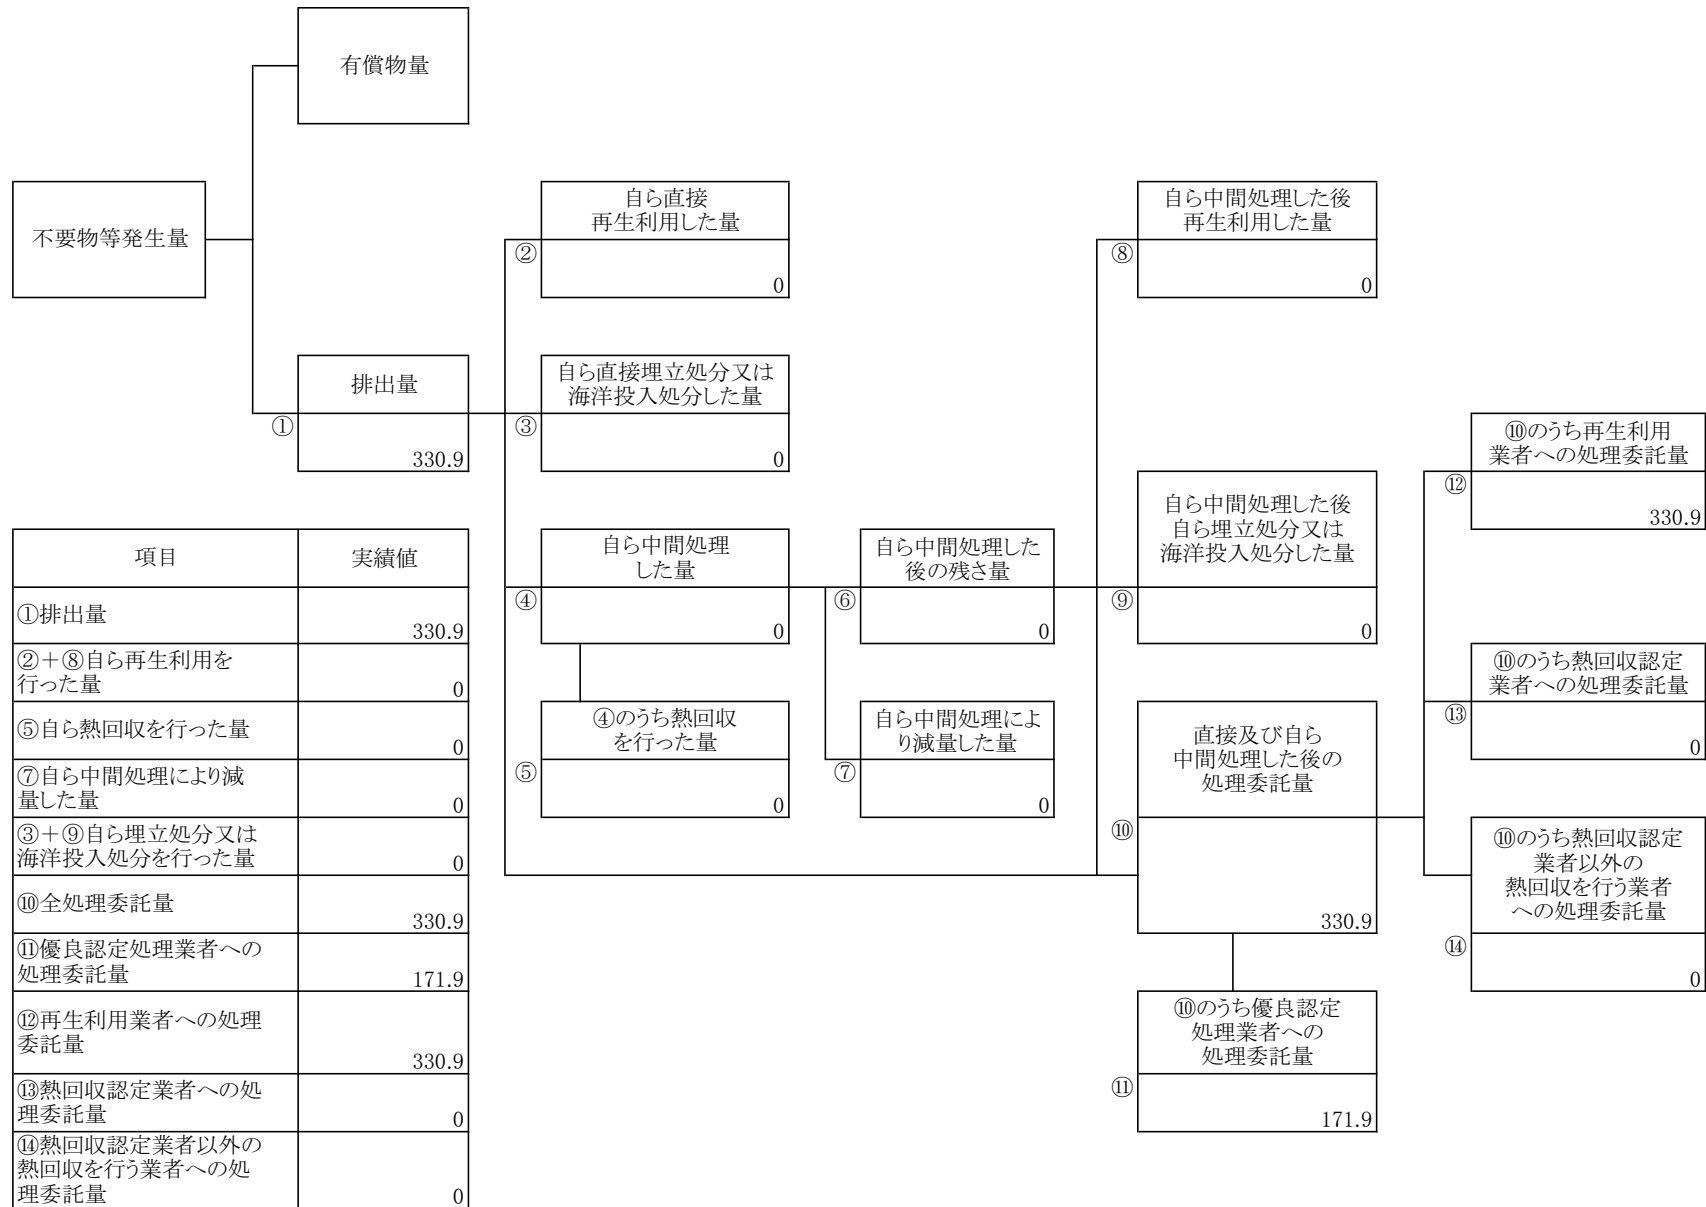 有償物量
不要物等発生量
自ら直接
再生利用した量
②
0
自ら中間処理した後
再生利用した量
⑧
0
排出量
①
330.9
自ら直接埋立処分又は
海洋投入処分した量
③
0
⑩のうち再生利用
業者への処理委託量
⑫
330.9
自ら中間処理した後
自ら埋立処分又は
海洋投入処分した量
⑨
0
自ら中間処理
した量
④
0
自ら中間処理した
後の残さ量
⑥
0
⑩のうち熱回収認定
業者への処理委託量
⑬
0
④のうち熱回収
を行った量
⑤
0
自ら中間処理によ
り減量した量
⑦
0
直接及び自ら
中間処理した後の
処理委託量
⑩
330.9
⑩のうち熱回収認定
業者以外の
熱回収を行う業者
への処理委託量
⑭
0
⑩のうち優良認定
処理業者への
処理委託量
⑪
171.9
項目 実績値
①排出量
330.9
②＋⑧自ら再生利用を
行った量 0
⑤自ら熱回収を行った量
0
⑦自ら中間処理により減
量した量 0
③＋⑨自ら埋立処分又は
海洋投入処分を行った量 0
⑩全処理委託量
330.9
⑪優良認定処理業者への
処理委託量 171.9
⑫再生利用業者への処理
委託量
330.9
⑬熱回収認定業者への処
理委託量 0
⑭熱回収認定業者以外の
熱回収を行う業者への処
理委託量 0